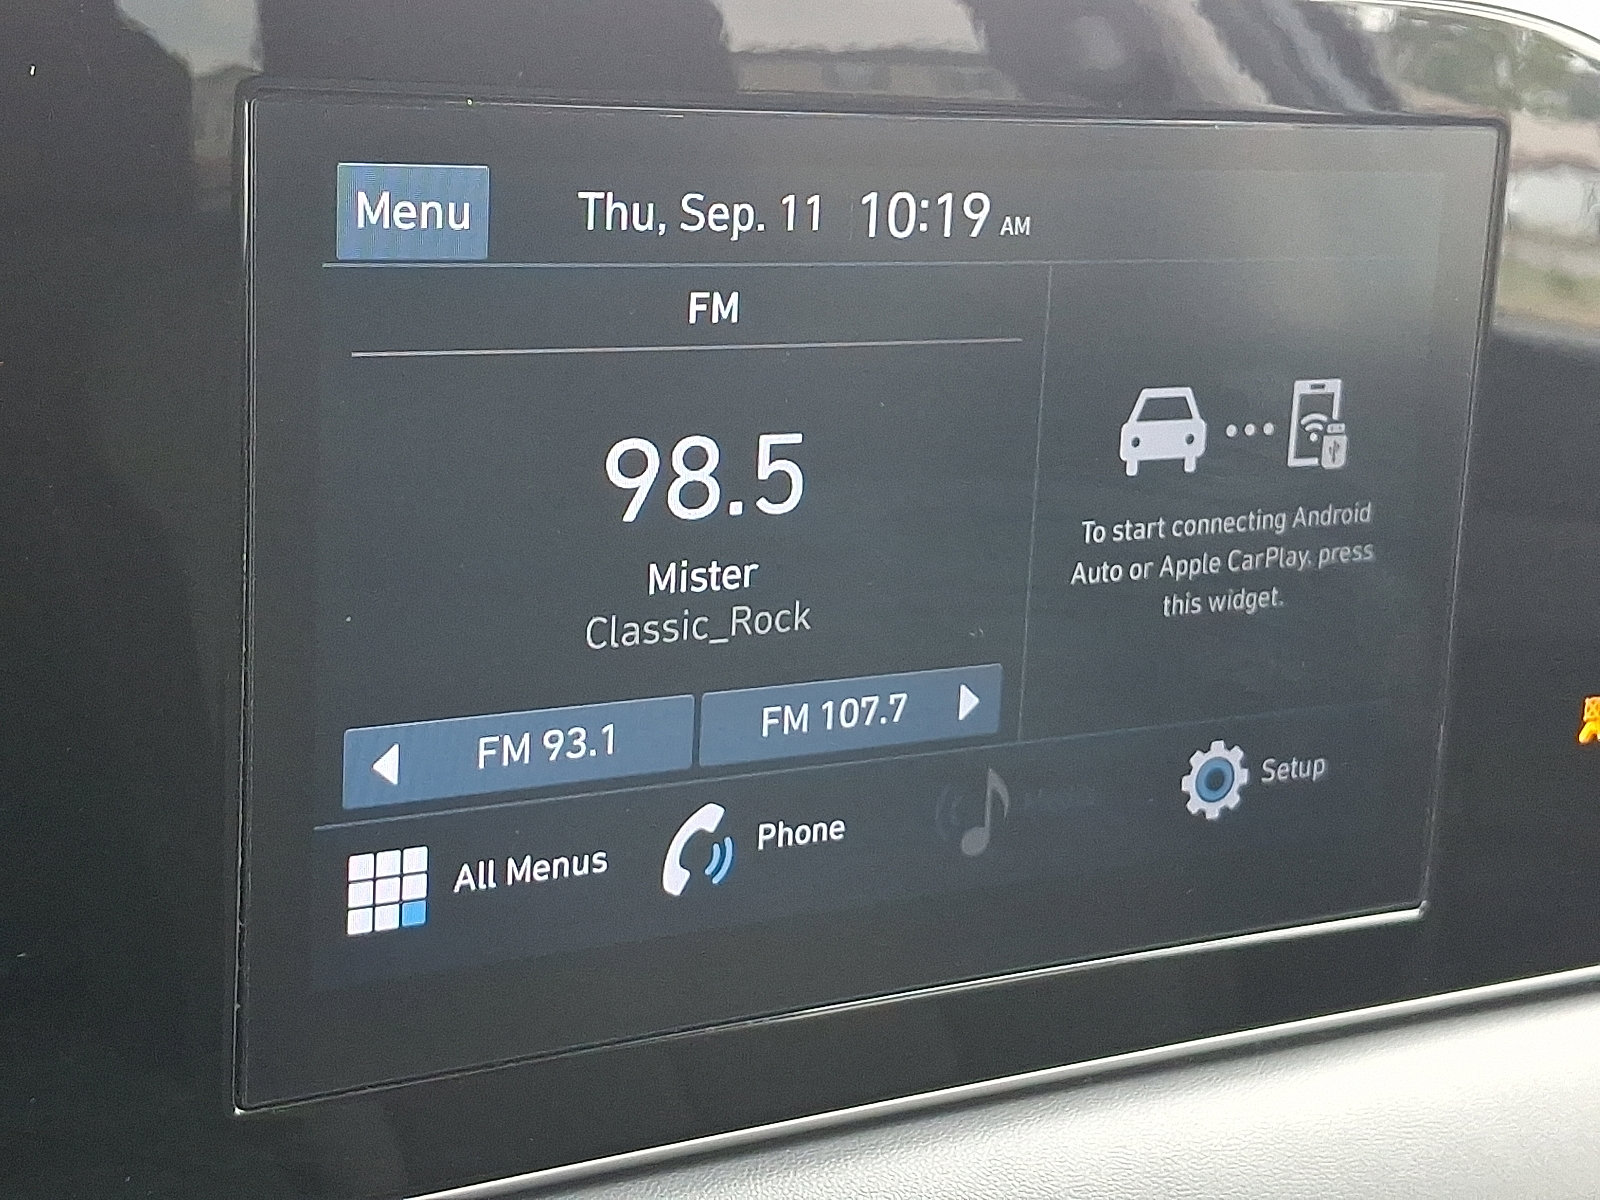 Menu
Thu, Sep. 11 10:19 AM
FM
98.5
Mister
Classic_Rock
FM 93.1
FM 107.7
To start connecting Android
Auto or Apple CarPlay, press
this widget.
All Menus
Phone
Setup